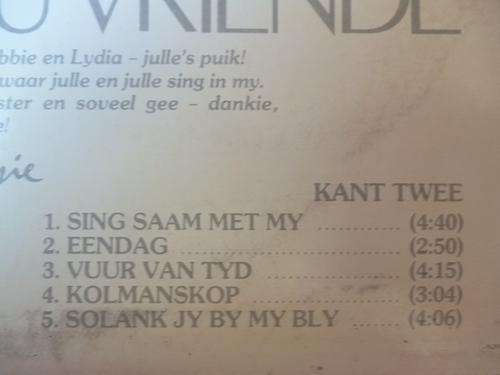 U VRIENDE
bbie en Lydia – julle's puik!
waar julle en julle sing in my.
ster en soveel gee – dankie,
e!
gie
KANT TWEE
1. SING SAAM MET MY ............ (4:40)
2. EENDAG .................................. (2:50)
3. VUUR VAN TYD ...................... (4:15)
4. KOLMANSKOP ........................ (3:04)
5. SOLANK JY BY MY BLY ....... (4:06)